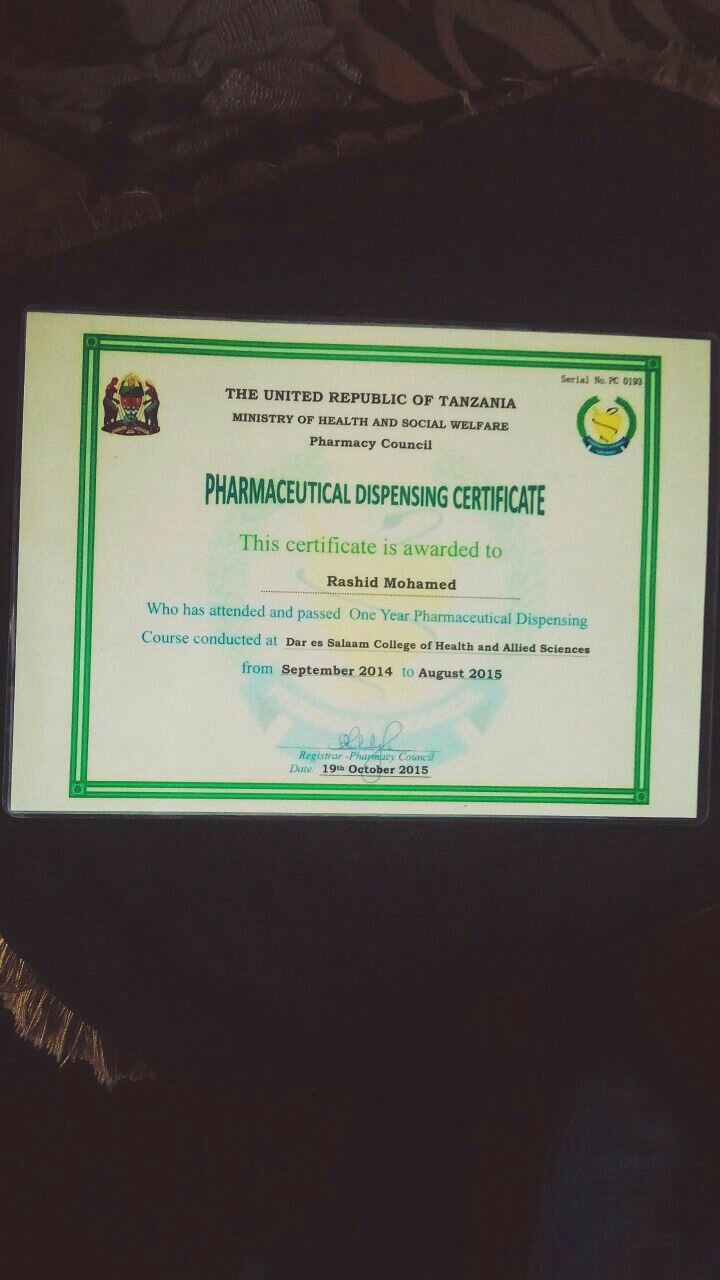 Serial No. PC 0193
THE UNITED REPUBLIC OF TANZANIA
MINISTRY OF HEALTH AND SOCIAL WELFARE
Pharmacy Council
PHARMACEUTICAL DISPENSING CERTIFICATE
This certificate is awarded to
Rashid Mohamed
Who has attended and passed One Year Pharmaceutical Dispensing
Course conducted at Dar es Salaam College of Health and Allied Sciences
from September 2014 to August 2015
Registrar -Pharmacy Council
Date: 19th October 2015